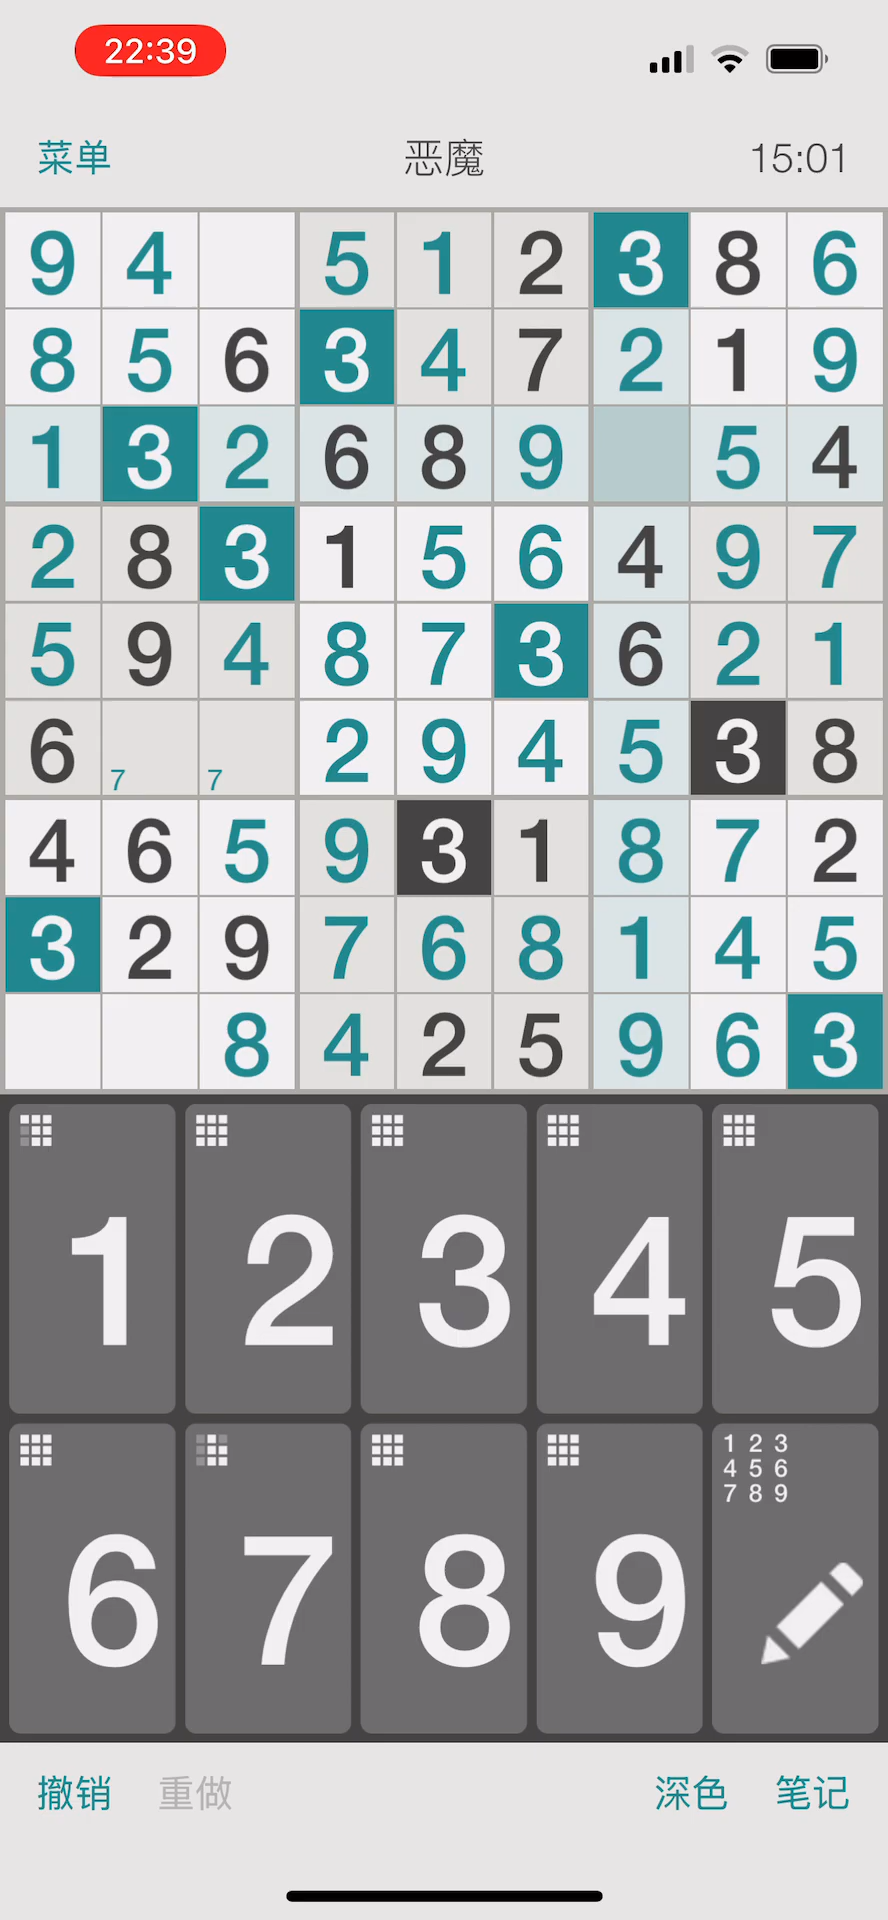 22:39
菜单 恶魔 15:01
9 4 5 1 2 3 8 6
8 5 6 3 4 7 2 1 9
1 3 2 6 8 9 5 4
2 8 3 1 5 6 4 9 7
5 9 4 8 7 3 6 2 1
6 7 7 2 9 4 5 3 8
4 6 5 9 3 1 8 7 2
3 2 9 7 6 8 1 4 5
8 4 2 5 9 6 3
1 2 3 4 5
6 7 8 9
1 2 3
4 5 6
7 8 9
撤销 重做 深色 笔记